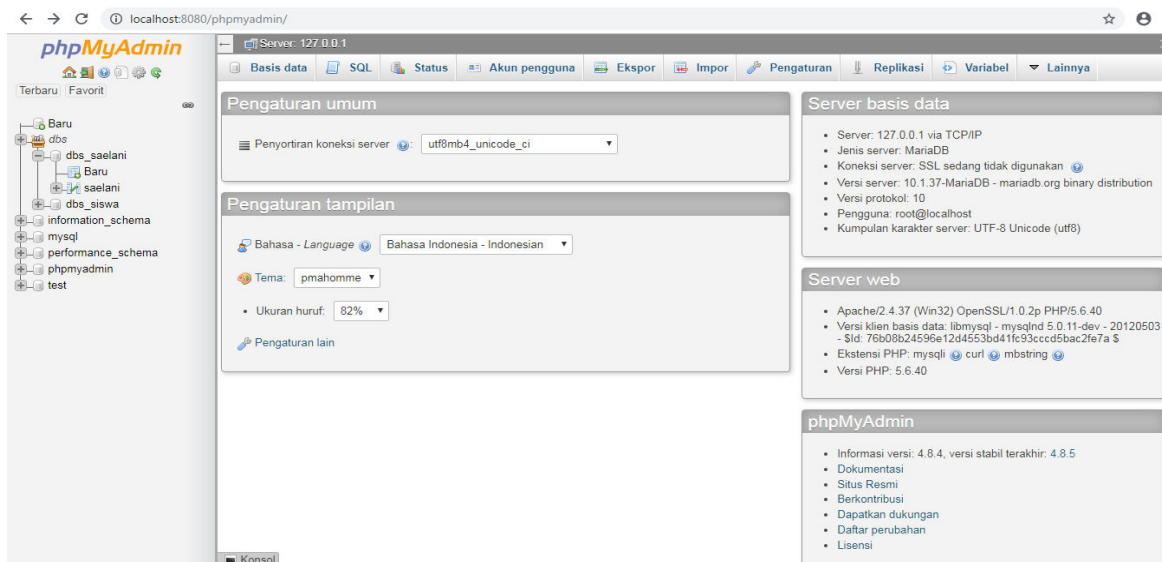 localhost:8080/phpmyadmin/
phpMyAdmin
Terbaru Favorit
Baru
dbs
dbs_saelani
Baru
saelani
dbs_siswa
information_schema
mysql
performance_schema
phpmyadmin
test
Server: 127.0.0.1
Basis data SQL Status Akun pengguna Ekspor Impor Pengaturan Replikasi Variabel Lainnya
Pengaturan umum
Penyortiran koneksi server : utf8mb4_unicode_ci
Pengaturan tampilan
Bahasa - Language Bahasa Indonesia - Indonesian
Tema: pmahomme
Ukuran huruf: 82%
Pengaturan lain
Server basis data
Server: 127.0.0.1 via TCP/IP
Jenis server: MariaDB
Koneksi server: SSL sedang tidak digunakan
Versi server: 10.1.37-MariaDB - mariadb.org binary distribution
Versi protokol: 10
Pengguna: root@localhost
Kumpulan karakter server: UTF-8 Unicode (utf8)
Server web
Apache/2.4.37 (Win32) OpenSSL/1.0.2p PHP/5.6.40
Versi klien basis data: libmysql - mysqlnd 5.0.11-dev - 20120503
- $Id: 76b08b24596e12d4553bd41fc93cccd5bac2fe7a $
Ekstensi PHP: mysqli curl mbstring
Versi PHP: 5.6.40
phpMyAdmin
Informasi versi: 4.8.4, versi stabil terakhir: 4.8.5
Dokumentasi
Situs Resmi
Berkontribusi
Dapatkan dukungan
Daftar perubahan
Lisensi
Konsol